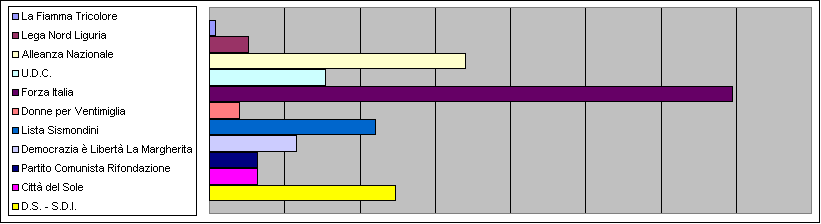 La Fiamma Tricolore
Lega Nord Liguria
Alleanza Nazionale
U.D.C.
Forza Italia
Donne per Ventimiglia
Lista Sismondini
Democrazia è Libertà La Margherita
Partito Comunista Rifondazione
Città del Sole
D.S. - S.D.I.